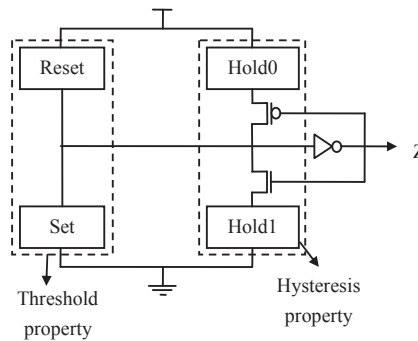 Reset
Hold0
Z
Set
Hold1
Threshold
property
Hysteresis
property